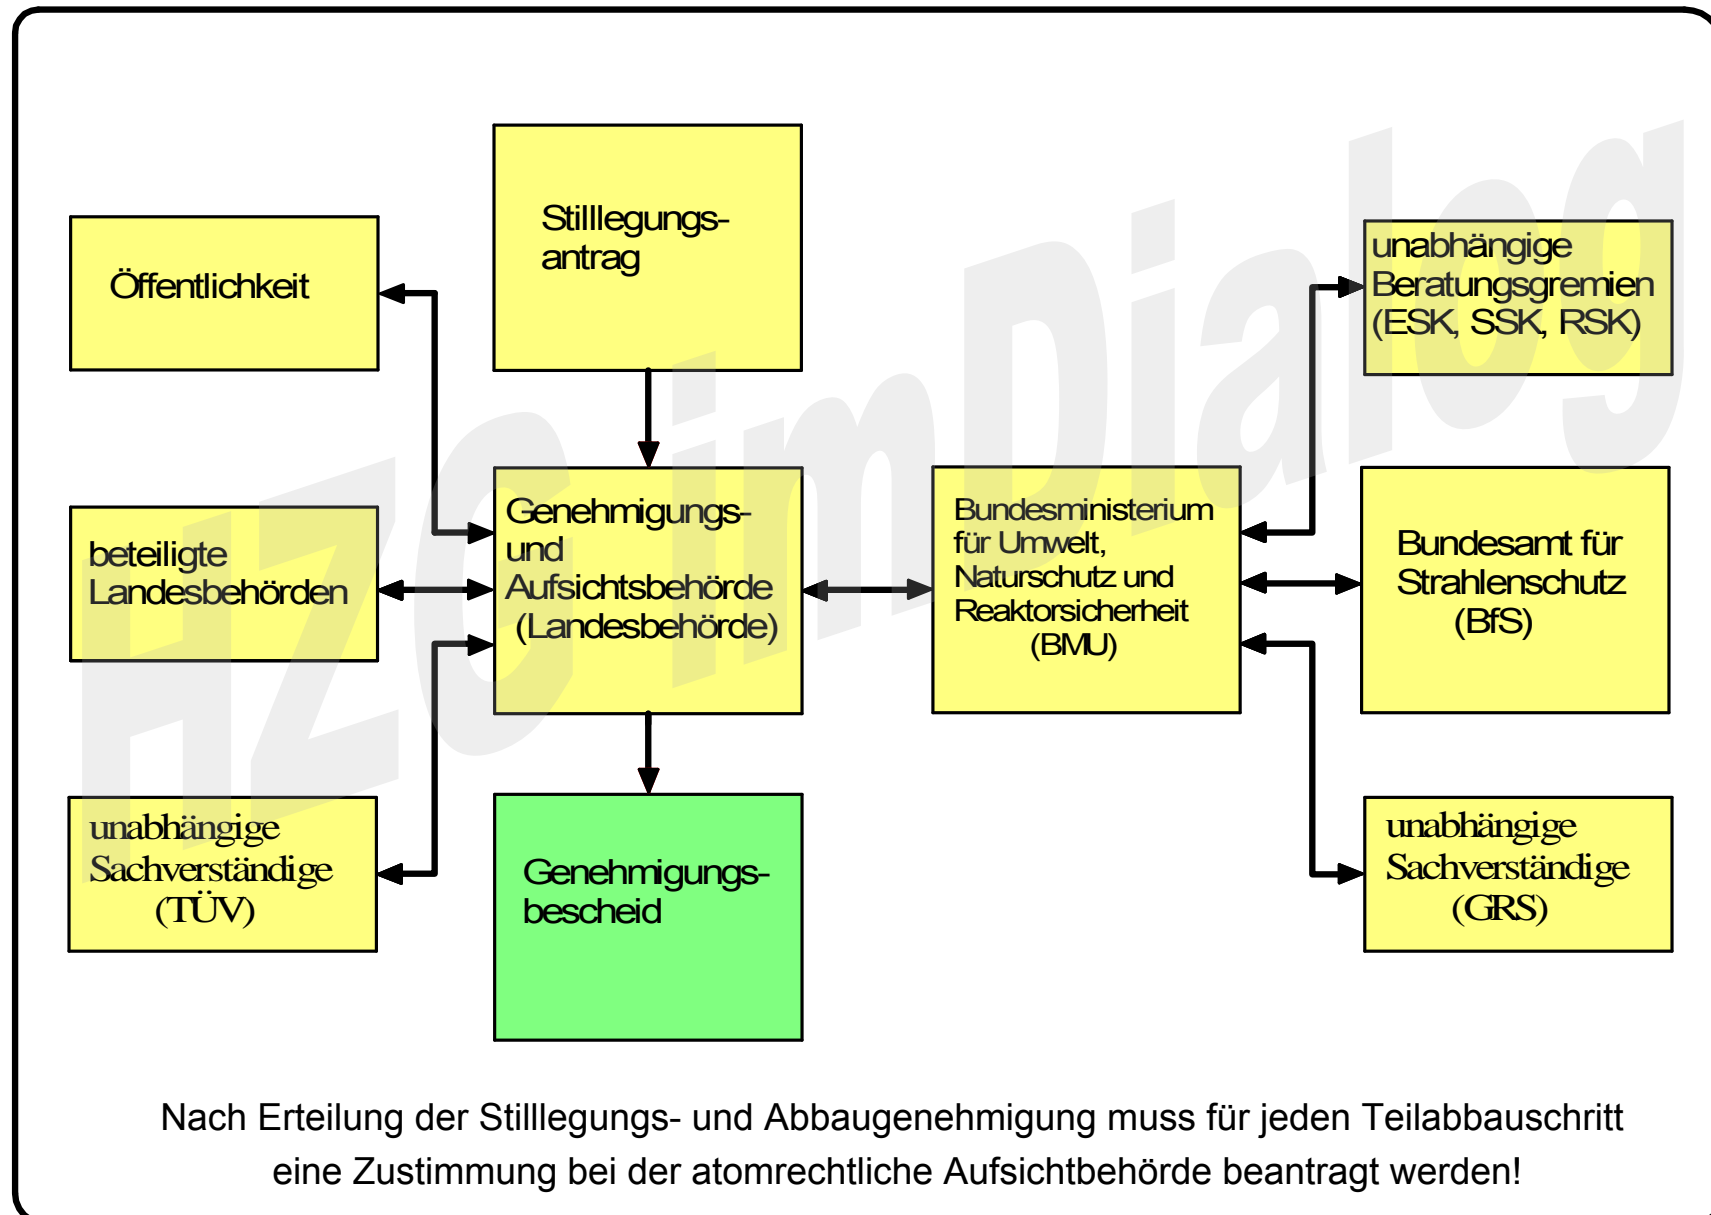 Stilllegungs-
antrag
Öffentlichkeit
unabhängige
Beratungsgremien
(ESK, SSK, RSK)
beteiligte
Landesbehörden
Genehmigungs-
und
Aufsichtsbehörde
(Landesbehörde)
Bundesministerium
für Umwelt,
Naturschutz und
Reaktorsicherheit
(BMU)
Bundesamt für
Strahlenschutz
(BfS)
unabhängige
Sachverständige
(TÜV)
Genehmigungs-
bescheid
unabhängige
Sachverständige
(GRS)
HZG imDialog
Nach Erteilung der Stilllegungs- und Abbaugenehmigung muss für jeden Teilabbauschritt
eine Zustimmung bei der atomrechtliche Aufsichtbehörde beantragt werden!